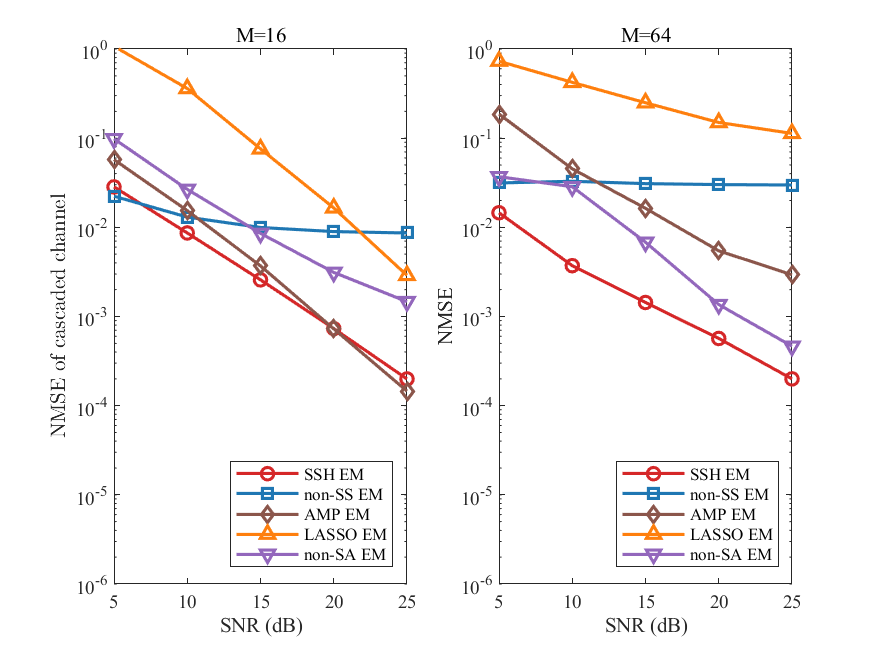 M=16
10^0
10^-1
10^-2
10^-3
10^-4
10^-5
10^-6
NMSE of cascaded channel
5
10
15
20
25
SNR (dB)
SSH EM
non-SS EM
AMP EM
LASSO EM
non-SA EM
M=64
10^0
10^-1
10^-2
10^-3
10^-4
10^-5
10^-6
NMSE
5
10
15
20
25
SNR (dB)
SSH EM
non-SS EM
AMP EM
LASSO EM
non-SA EM